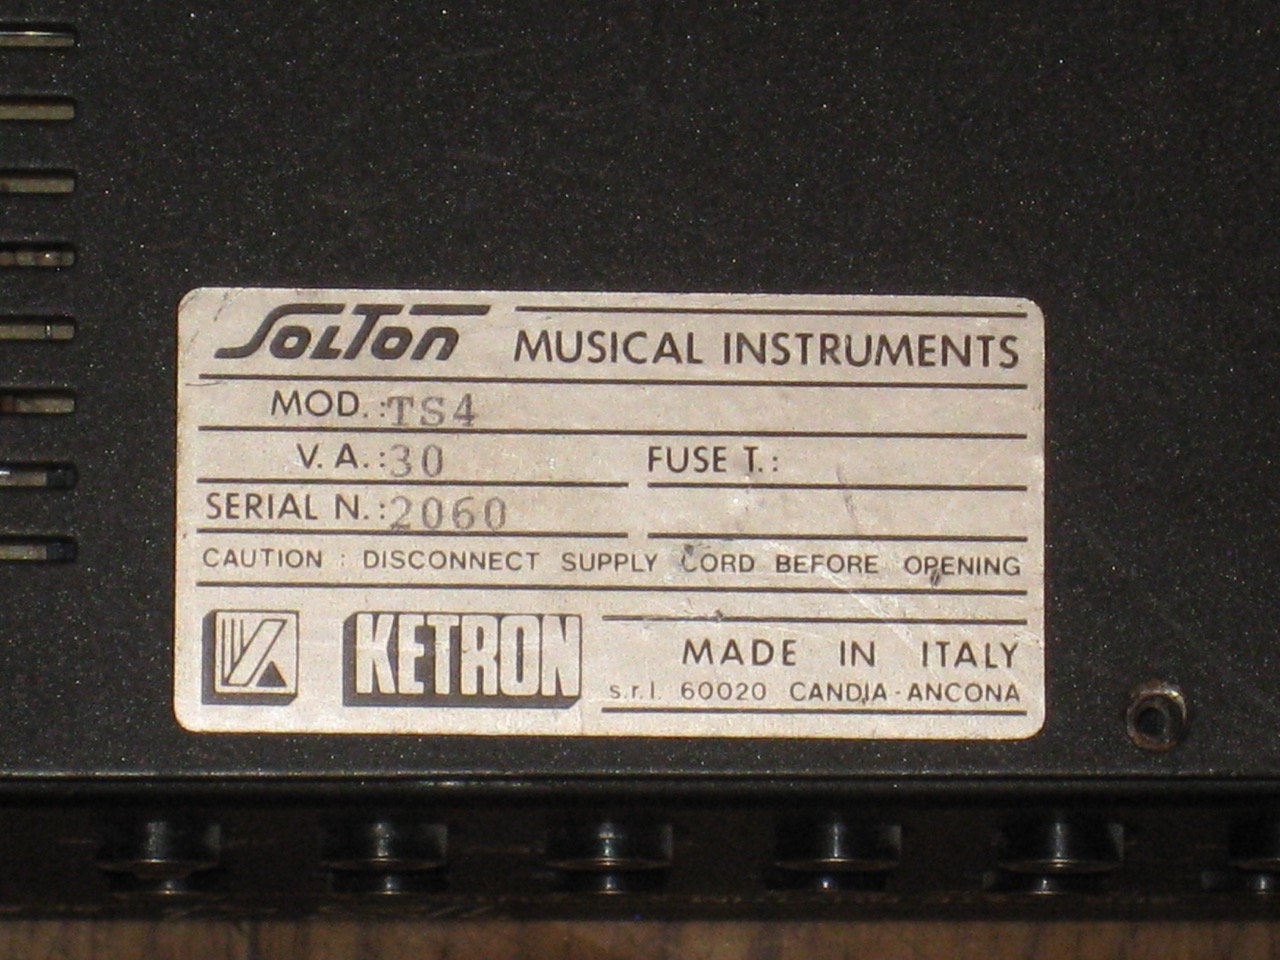 SOLTON MUSICAL INSTRUMENTS
MOD.:TS4
V.A.:30 FUSE T.:
SERIAL N.:2060
CAUTION : DISCONNECT SUPPLY CORD BEFORE OPENING
KETRON MADE IN ITALY
s.r.l. 60020 CANDIA-ANCONA